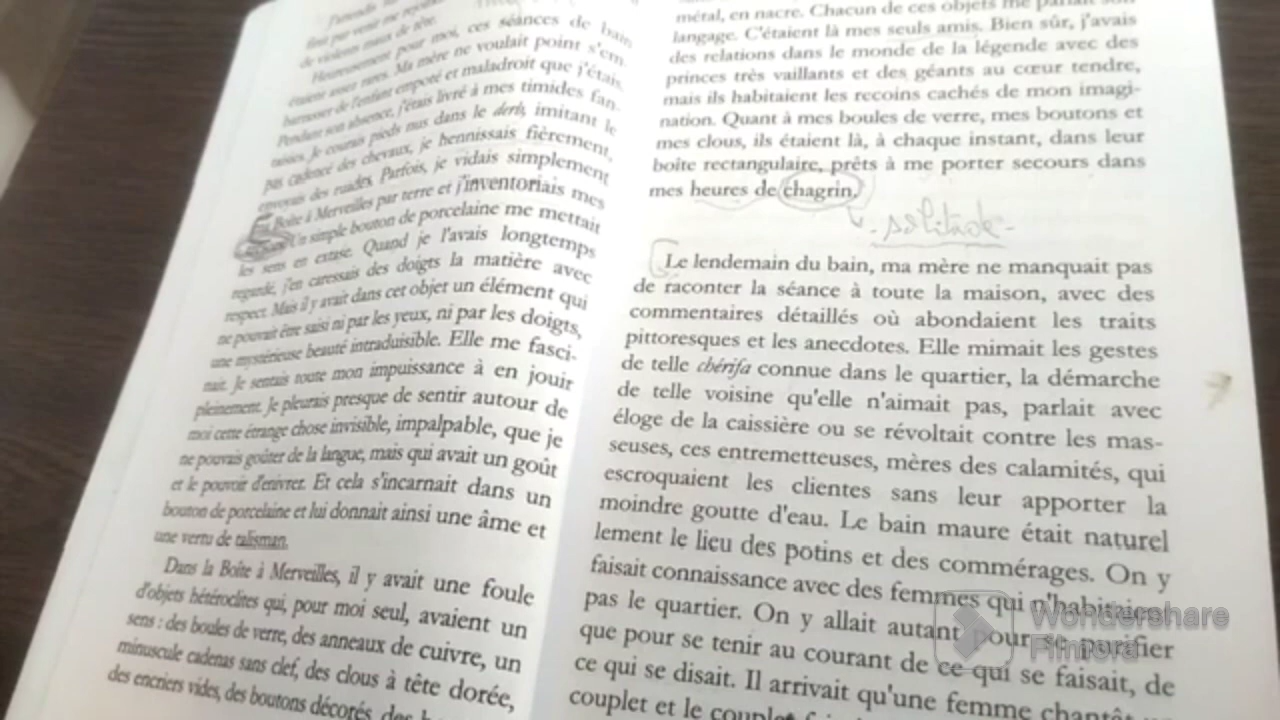 finit par venir me rejoindre
de violents maux de tête.
Heureusement pour moi, ces séances de bain
étaient assez rares. Ma mère ne voulait point s'em-
barrasser de l'enfant empoté et maladroit que j'étais.
Pendant son absence, j'étais livré à mes timides fan-
taisies. Je courais pieds nus dans le derb, imitant le
pas cadencé des chevaux, je hennissais fièrement,
envoyais des ruades. Parfois, je vidais simplement
Boîte à Merveilles par terre et j'inventoriais mes
Un simple bouton de porcelaine me mettait
les sens en extase. Quand je l'avais longtemps
regardé, j'en caressais des doigts la matière avec
respect. Mais il y avait dans cet objet un élément qui
ne pouvait être saisi ni par les yeux, ni par les doigts,
une mystérieuse beauté intraduisible. Elle me fasci-
nait. Je sentais toute mon impuissance à en jouir
pleinement. Je pleurais presque de sentir autour de
moi cette étrange chose invisible, impalpable, que je
ne pouvais goûter de la langue, mais qui avait un goût
et le pouvoir d'enivrer. Et cela s'incarnait dans un
bouton de porcelaine et lui donnait ainsi une âme et
une vertu de talisman.
Dans la Boîte à Merveilles, il y avait une foule
d'objets hétéroclites qui, pour moi seul, avaient un
sens : des boules de verre, des anneaux de cuivre, un
minuscule cadenas sans clef, des clous à tête dorée,
des encriers vides, des boutons décorés, des
métal, en nacre. Chacun de ces objets me parlait son
langage. C'étaient là mes seuls amis. Bien sûr, j'avais
des relations dans le monde de la légende avec des
princes très vaillants et des géants au cœur tendre,
mais ils habitaient les recoins cachés de mon imagi-
nation. Quant à mes boules de verre, mes boutons et
mes clous, ils étaient là, à chaque instant, dans leur
boîte rectangulaire, prêts à me porter secours dans
mes heures de chagrin.
solitude
Le lendemain du bain, ma mère ne manquait pas
de raconter la séance à toute la maison, avec des
commentaires détaillés où abondaient les traits
pittoresques et les anecdotes. Elle mimait les gestes
de telle chérifa connue dans le quartier, la démarche
de telle voisine qu'elle n'aimait pas, parlait avec
éloge de la caissière ou se révoltait contre les mas-
seuses, ces entremetteuses, mères des calamités, qui
escroquaient les clientes sans leur apporter la
moindre goutte d'eau. Le bain maure était naturel
lement le lieu des potins et des commérages. On y
faisait connaissance avec des femmes qui n'habitaient
pas le quartier. On y allait autant pour se purifier
que pour se tenir au courant de ce qui se faisait, de
ce qui se disait. Il arrivait qu'une femme chantât
couplet et le couplet
Wondershare
Filmora